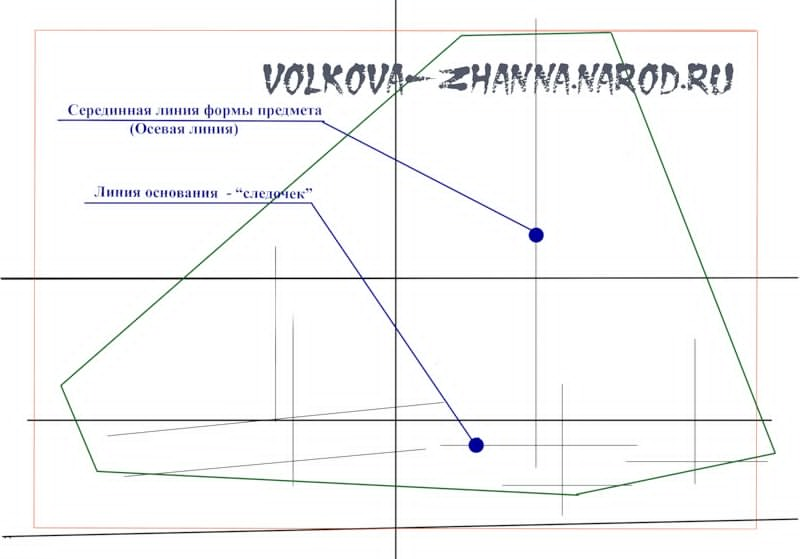 VOLKOVA-ZHANNA.NAROD.RU
Серединная линия формы предмета
(Осевая линия)
Линия основания - “следочек”